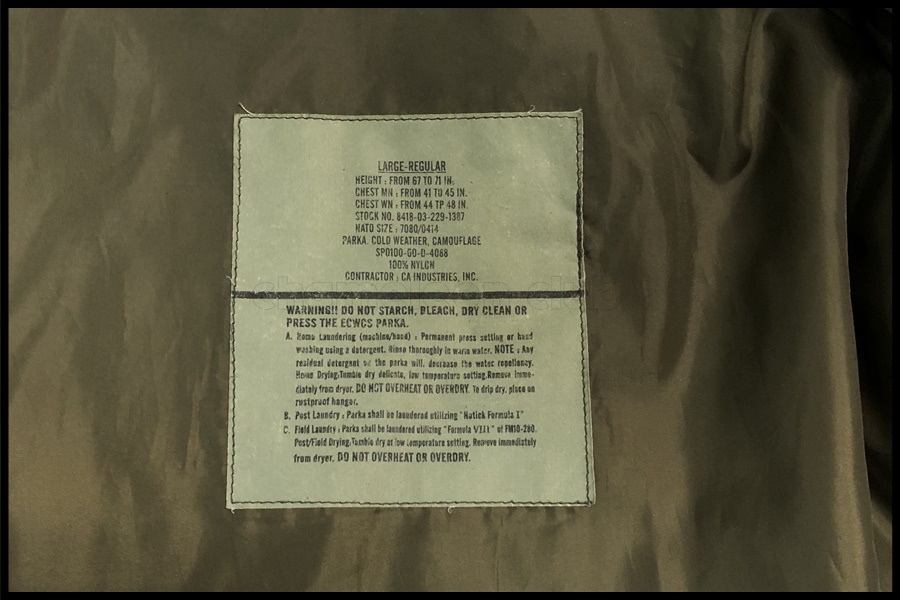 LARGE-REGULAR
HEIGHT : FROM 67 TO 71 IN.
CHEST MN : FROM 41 TO 45 IN.
CHEST WN : FROM 44 TP 48 IN.
STOCK NO. 8418-03-229-1387
NATO SIZE : 7080/0414
PARKA, COLD WEATHER, CAMOUFLAGE
SP0100-GD-D-4068
100% NYLON
CONTRACTOR : CA INDUSTRIES, INC.
WARNING!! DO NOT STARCH, BLEACH, DRY CLEAN OR
PRESS THE ECWCS PARKA.
A. Home Laundering (machine/hand) : Permanent press setting or hand
washing using a detergent. Rinse thoroughly in warm water. NOTE : Any
residual detergent on the parka will, decrease the water repellency.
Home Drying.Tumble dry delicate, low temperature setting.Remove imme-
diately from dryer. DO NOT OVERHEAT OR OVERDRY. To drip dry, place on
rustproof hanger.
B. Post Laundry : Parka shall be laundered utilizing "Natick Formula I"
C. Field Laundry : Parka shall be laundered utilizing "Formula VIII" of FM10-280.
Post/Field Drying.Tumble dry at low temperature setting. Remove immediately
from dryer. DO NOT OVERHEAT OR OVERDRY.